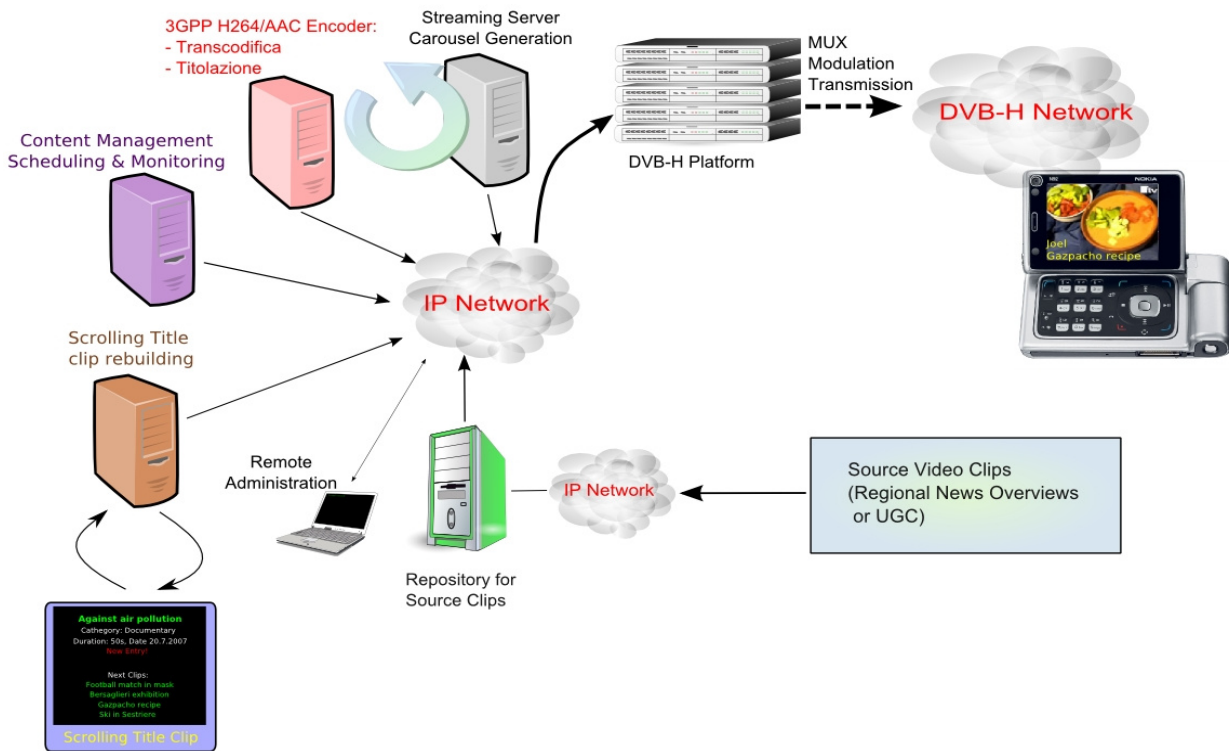 3GPP H264/AAC Encoder:
- Transcodifica
- Titolazione
Streaming Server
Carousel Generation
MUX
Modulation
Transmission
DVB-H Network
DVB-H Platform
Content Management
Scheduling & Monitoring
N92
NOKIA
tv
Joel
Gazpacho recipe
IP Network
Scrolling Title
clip rebuilding
Remote
Administration
IP Network
Source Video Clips
(Regional News Overviews
or UGC)
Repository for
Source Clips
Against air pollution
Cathegory: Documentary
Duration: 50s, Date 20.7.2007
New Entry!
Next Clips:
Football match in mask
Bersaglieri exhibition
Gazpacho recipe
Ski in Sestriere
Scrolling Title Clip